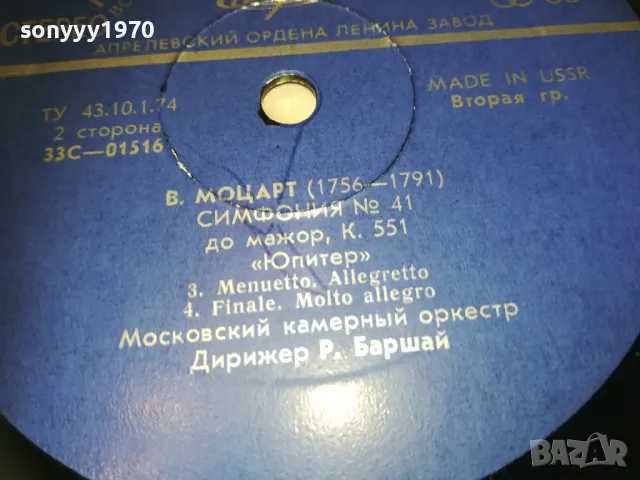 sonyyy1970
СТЕРЕО
АПРЕЛЕВСКИЙ ОРДЕНА ЛЕНИНА ЗАВОД
ТУ 43.10.1.74
2 сторона
33С—01516
MADE IN USSR
Вторая гр.
В. МОЦАРТ (1756—1791)
СИМФОНИЯ № 41
до мажор, К. 551
«Юпитер»
3. Menuetto. Allegretto
4. Finale. Molto allegro
Московский камерный оркестр
Дирижер Р. Баршай
BAZAR